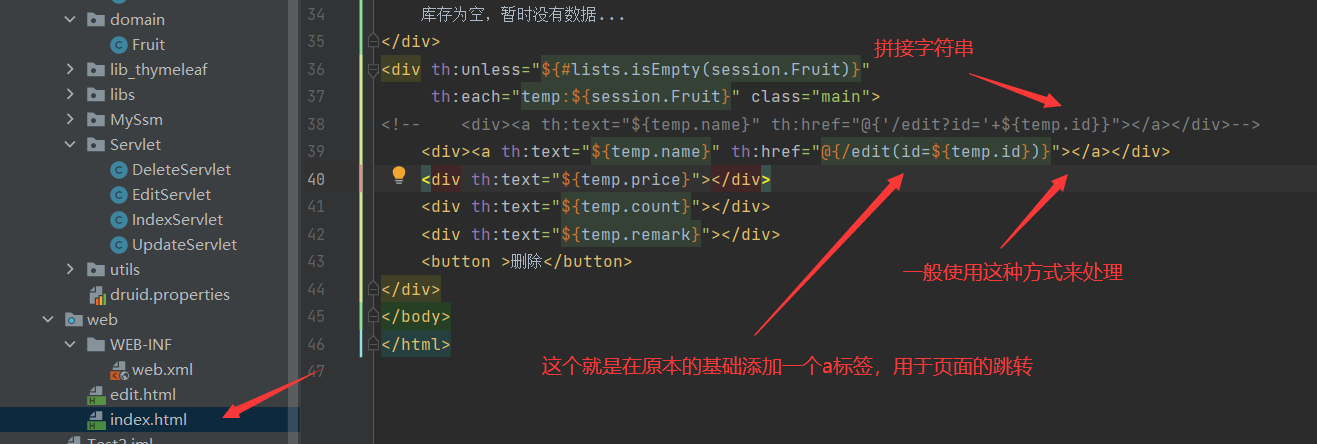 domain
Fruit
lib_thymeleaf
libs
MySsm
Servlet
DeleteServlet
EditServlet
IndexServlet
UpdateServlet
utils
druid.properties
web
WEB-INF
web.xml
edit.html
index.html
34 库存为空，暂时没有数据...
35 </div>
36 <div th:unless="${#lists.isEmpty(session.Fruit)}"
37 th:each="temp:${session.Fruit}" class="main">
38 <!-- <div><a th:text="${temp.name}" th:href="@{'/edit?id='+${temp.id}}"></a></div>-->
39 <div><a th:text="${temp.name}" th:href="@{/edit(id=${temp.id})}"></a></div>
40 <div th:text="${temp.price}"></div>
41 <div th:text="${temp.count}"></div>
42 <div th:text="${temp.remark}"></div>
43 <button >删除</button>
44 </div>
45 </body>
46 </html>
47
拼接字符串
一般使用这种方式来处理
这个就是在原本的基础添加一个a标签，用于页面的跳转